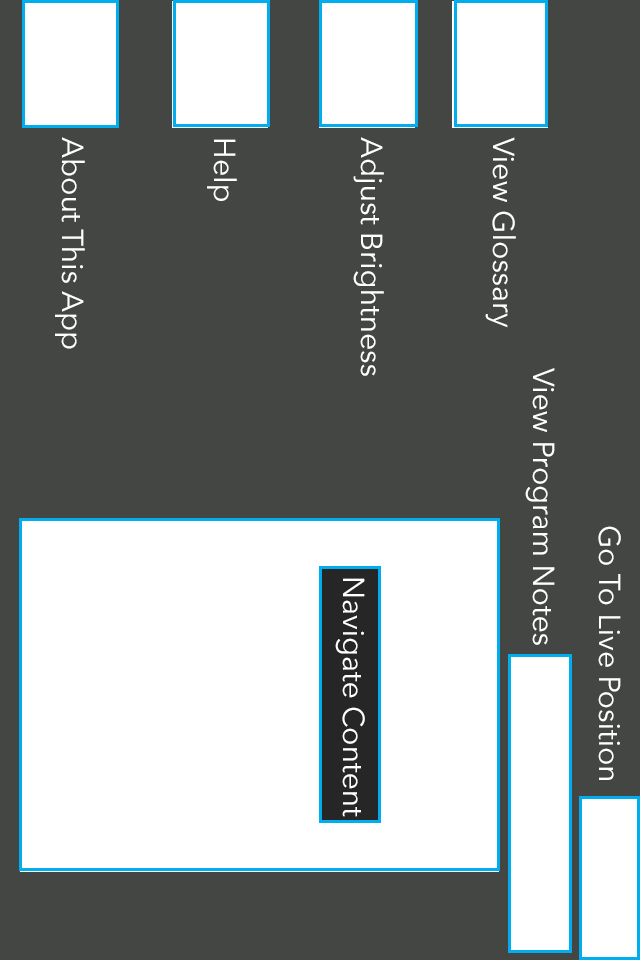 Go To Live Position
View Program Notes
View Glossary
Adjust Brightness
Navigate Content
Help
About This App